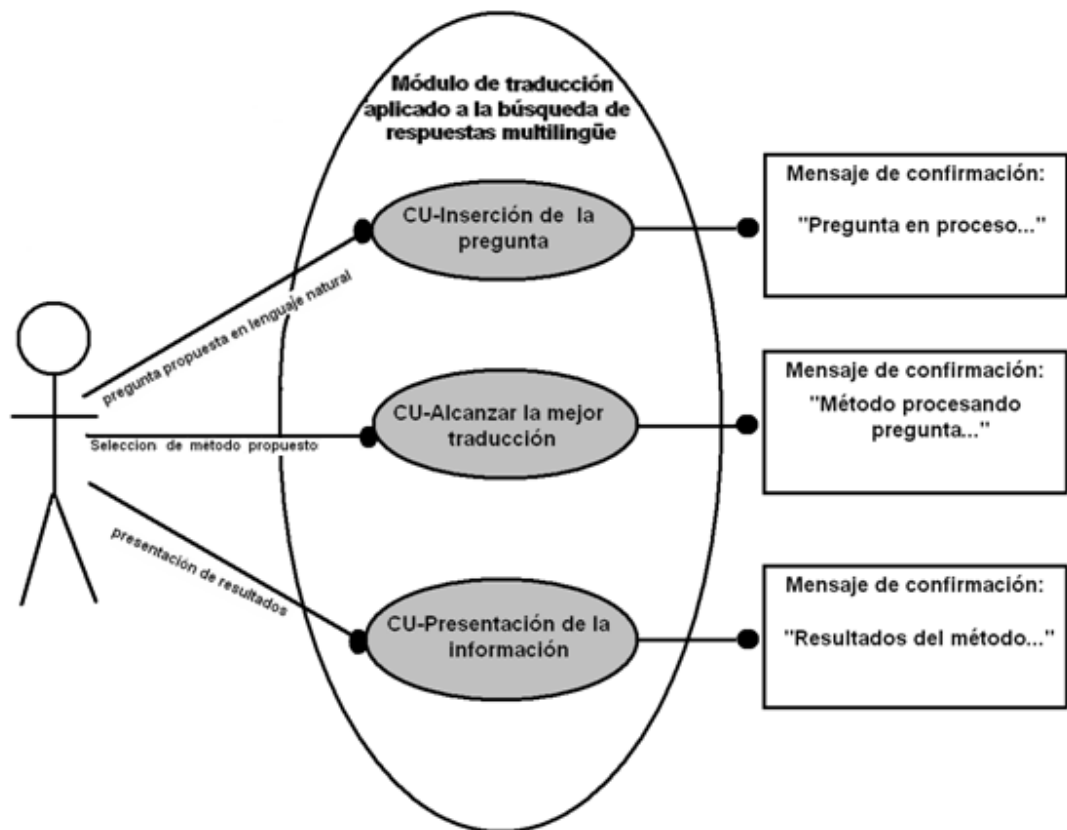 Módulo de traducción
aplicado a la búsqueda de
respuestas multilingüe
CU-Inserción de la
pregunta
Mensaje de confirmación:
"Pregunta en proceso..."
pregunta propuesta en lenguaje natural
CU-Alcanzar la mejor
traducción
Mensaje de confirmación:
"Método procesando
pregunta..."
Seleccion de método propuesto
presentación de resultados
CU-Presentación de la
información
Mensaje de confirmación:
"Resultados del método..."